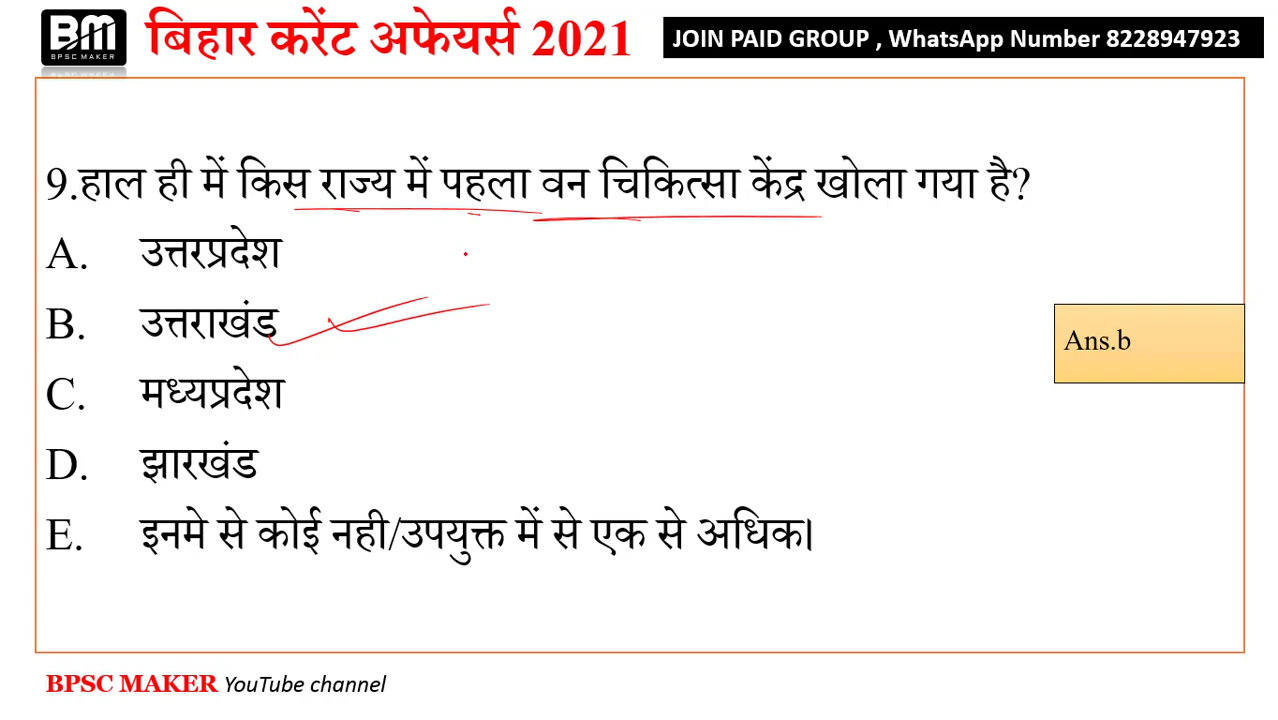 BM
BPSC MAKER
बिहार करेंट अफेयर्स 2021
JOIN PAID GROUP , WhatsApp Number 8228947923
9.हाल ही में किस राज्य में पहला वन चिकित्सा केंद्र खोला गया है?
A. उत्तरप्रदेश
B. उत्तराखंड
Ans.b
C. मध्यप्रदेश
D. झारखंड
E. इनमे से कोई नही/उपयुक्त में से एक से अधिक।
BPSC MAKER YouTube channel